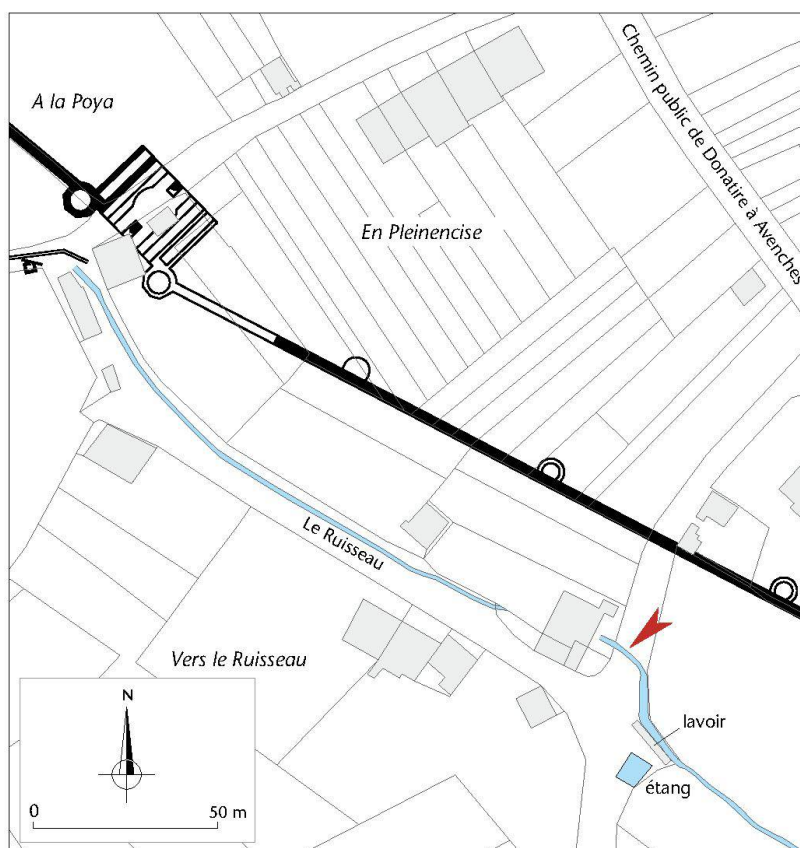 A la Poya
Chemin public de Donatire à Avenches
En Pleinencise
Le Ruisseau
Vers le Ruisseau
lavoir
étang
N
0 50 m